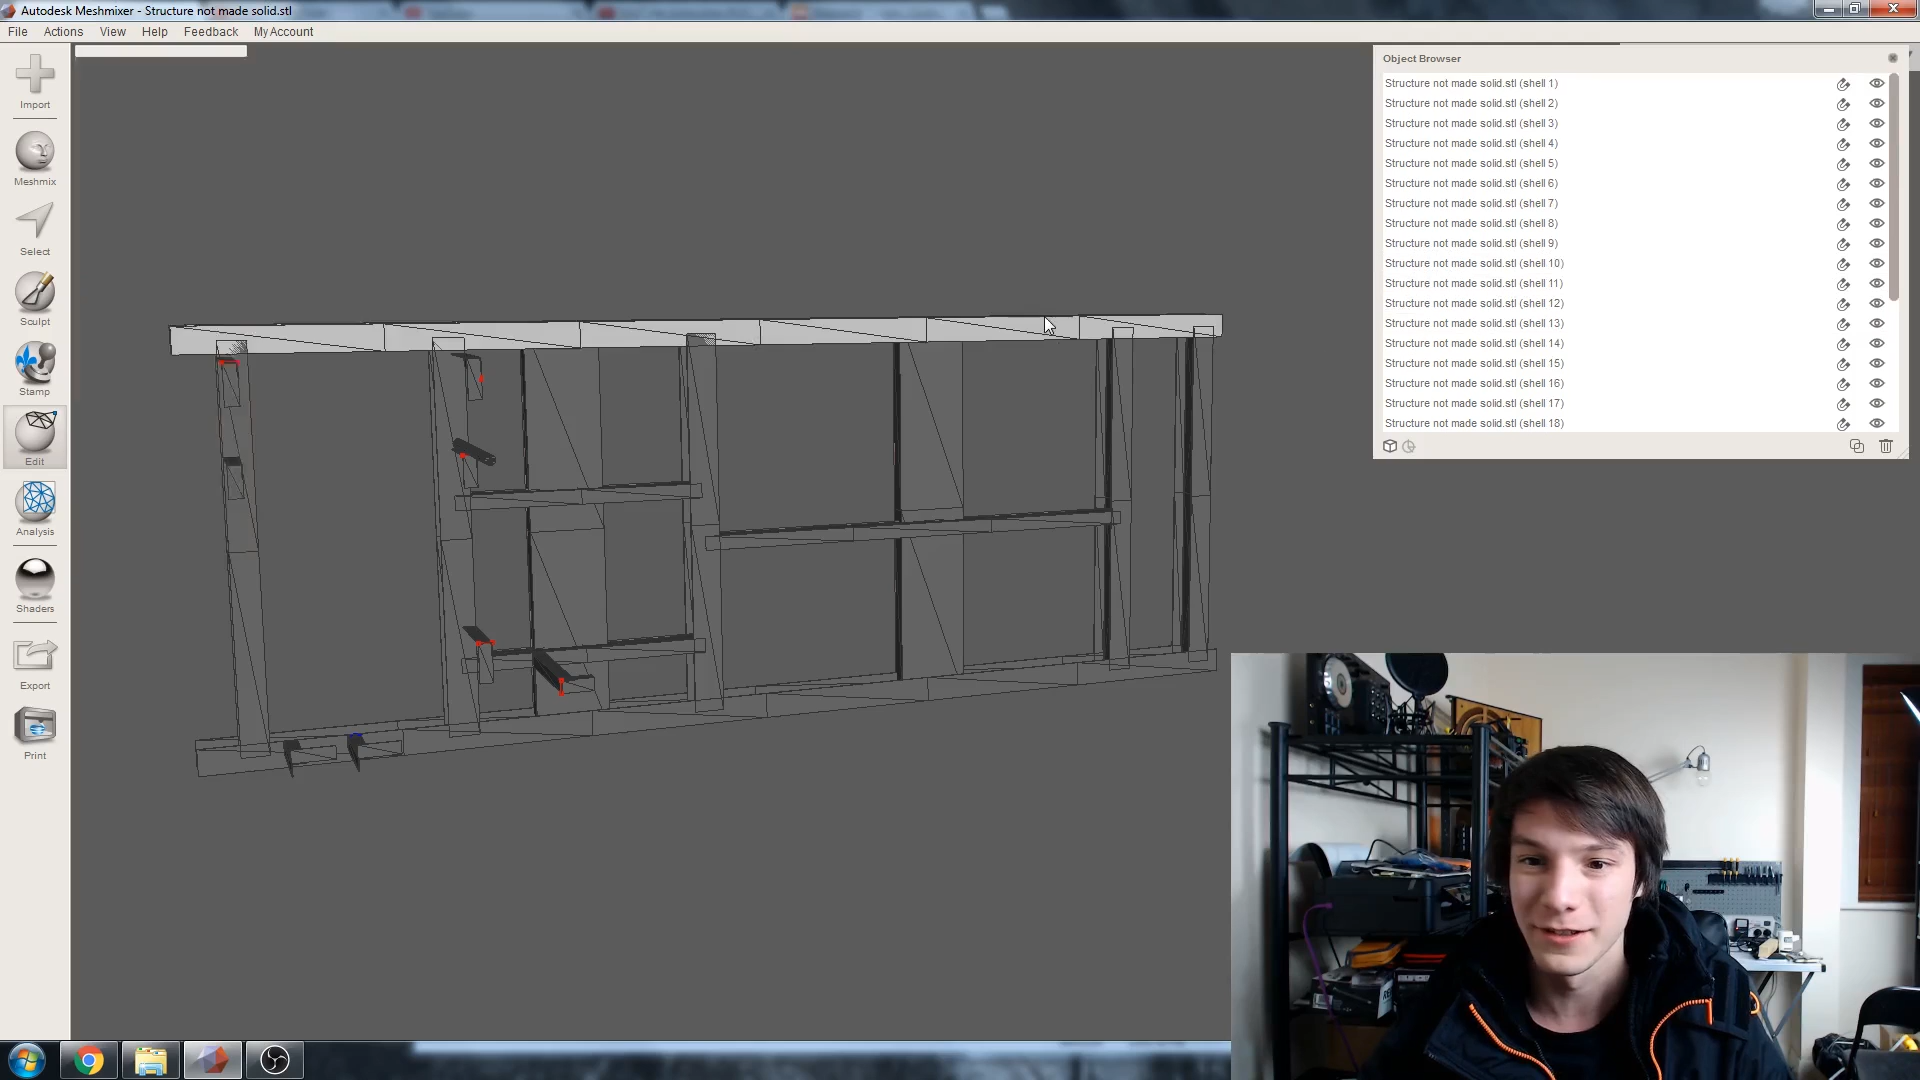 Autodesk Meshmixer - Structure not made solid.stl
File Actions View Help Feedback My Account
Import
Meshmix
Select
Sculpt
Stamp
Edit
Analysis
Shaders
Export
Print
Object Browser
Structure not made solid.stl (shell 1)
Structure not made solid.stl (shell 2)
Structure not made solid.stl (shell 3)
Structure not made solid.stl (shell 4)
Structure not made solid.stl (shell 5)
Structure not made solid.stl (shell 6)
Structure not made solid.stl (shell 7)
Structure not made solid.stl (shell 8)
Structure not made solid.stl (shell 9)
Structure not made solid.stl (shell 10)
Structure not made solid.stl (shell 11)
Structure not made solid.stl (shell 12)
Structure not made solid.stl (shell 13)
Structure not made solid.stl (shell 14)
Structure not made solid.stl (shell 15)
Structure not made solid.stl (shell 16)
Structure not made solid.stl (shell 17)
Structure not made solid.stl (shell 18)